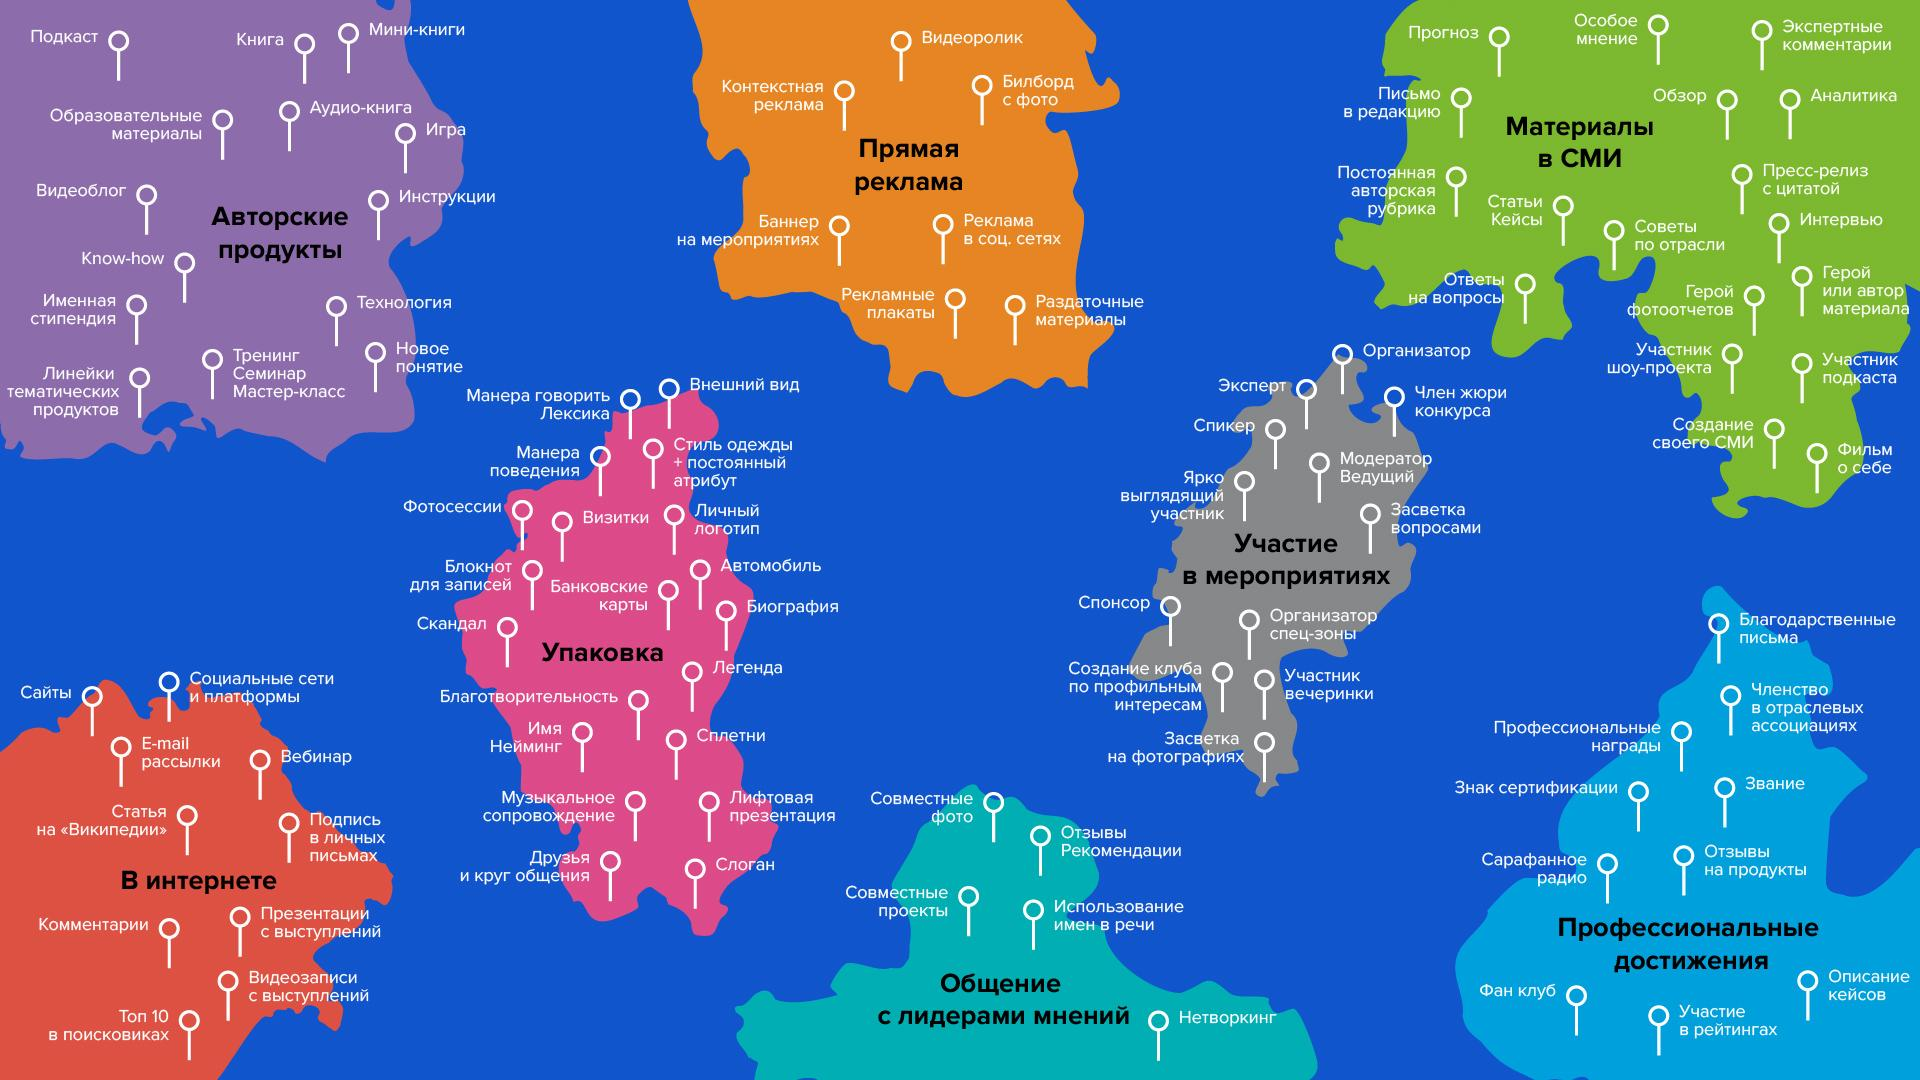 Подкаст
Книга
Мини-книги
Образовательные
материалы
Аудио-книга
Игра
Видеоблог
Инструкции
Авторские
продукты
Know-how
Именная
стипендия
Технология
Тренинг
Семинар
Мастер-класс
Новое
понятие
Линейки
тематических
продуктов
Видеоролик
Контекстная
реклама
Билборд
с фото
Прямая
реклама
Баннер
на мероприятиях
Реклама
в соц. сетях
Рекламные
плакаты
Раздаточные
материалы
Прогноз
Особое
мнение
Экспертные
комментарии
Письмо
в редакцию
Обзор
Аналитика
Материалы
в СМИ
Постоянная
авторская
рубрика
Статьи
Кейсы
Пресс-релиз
с цитатой
Советы
по отрасли
Интервью
Ответы
на вопросы
Герой
фотоотчетов
Герой
или автор
материала
Участник
шоу-проекта
Участник
подкаста
Создание
своего СМИ
Фильм
о себе
Манера говорить
Лексика
Внешний вид
Манера
поведения
Стиль одежды
+ постоянный
атрибут
Фотосессии
Визитки
Личный
логотип
Блокнот
для записей
Банковские
карты
Автомобиль
Биография
Скандал
Упаковка
Легенда
Благотворительность
Имя
Нейминг
Сплетни
Музыкальное
сопровождение
Лифтовая
презентация
Друзья
и круг общения
Слоган
Организатор
Эксперт
Член жюри
конкурса
Спикер
Модератор
Ведущий
Ярко
выглядящий
участник
Засветка
вопросами
Участие
в мероприятиях
Спонсор
Организатор
спец-зоны
Создание клуба
по профильным
интересам
Участник
вечеринки
Засветка
на фотографиях
Сайты
Социальные сети
и платформы
E-mail
рассылки
Вебинар
Статья
на «Википедии»
Подпись
в личных
письмах
В интернете
Комментарии
Презентации
с выступлений
Видеозаписи
с выступлений
Топ 10
в поисковиках
Совместные
фото
Отзывы
Рекомендации
Совместные
проекты
Использование
имен в речи
Общение
с лидерами мнений
Нетворкинг
Благодарственные
письма
Членство
в отраслевых
ассоциациях
Профессиональные
награды
Знак сертификации
Звание
Сарафанное
радио
Отзывы
на продукты
Профессиональные
достижения
Фан клуб
Участие
в рейтингах
Описание
кейсов